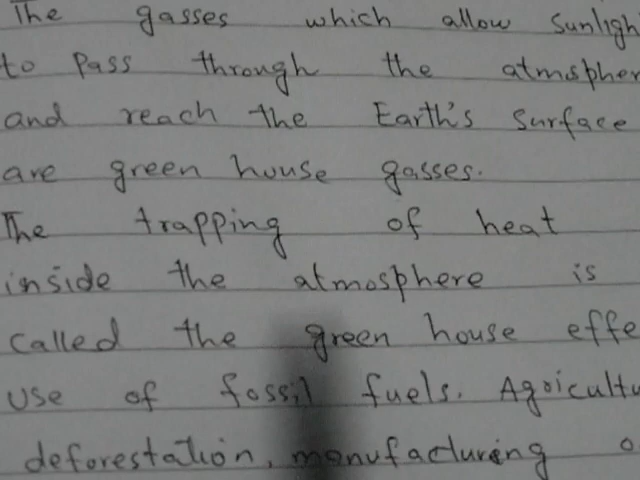 The gasses which allow sunligh
to pass through the atmspher
and reach the Earth's surface
are green house gasses.
The trapping of heat
inside the atmosphere is
called the green house effe
use of fossil fuels. Agricultu
deforestation, manufacturing o